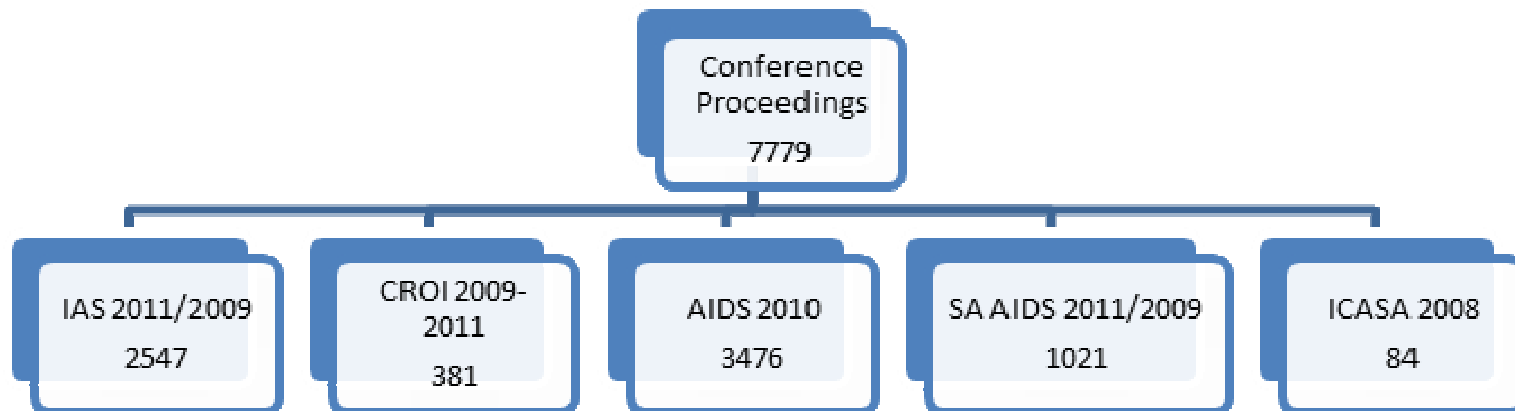 Conference
Proceedings
7779
IAS 2011/2009
2547
CROI 2009-
2011
381
AIDS 2010
3476
SA AIDS 2011/2009
1021
ICASA 2008
84